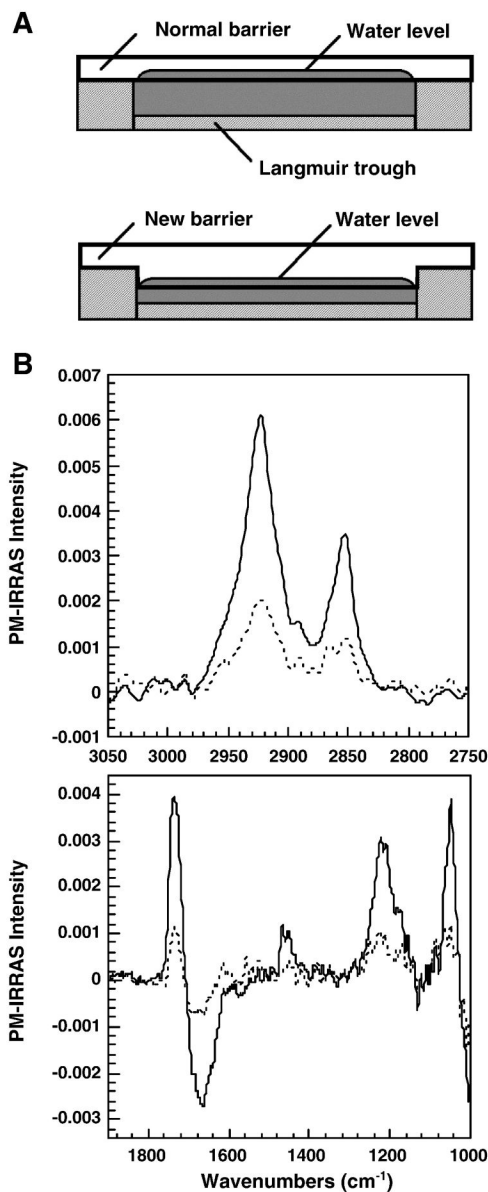 A
Normal barrier
Water level
Langmuir trough
New barrier
Water level
B
0.007
0.006
0.005
0.004
0.003
0.002
0.001
0
-0.001
PM-IRRAS Intensity
3050 3000 2950 2900 2850 2800 2750
0.004
0.003
0.002
0.001
0
-0.001
-0.002
-0.003
PM-IRRAS Intensity
1800 1600 1400 1200 1000
Wavenumbers (cm-1)